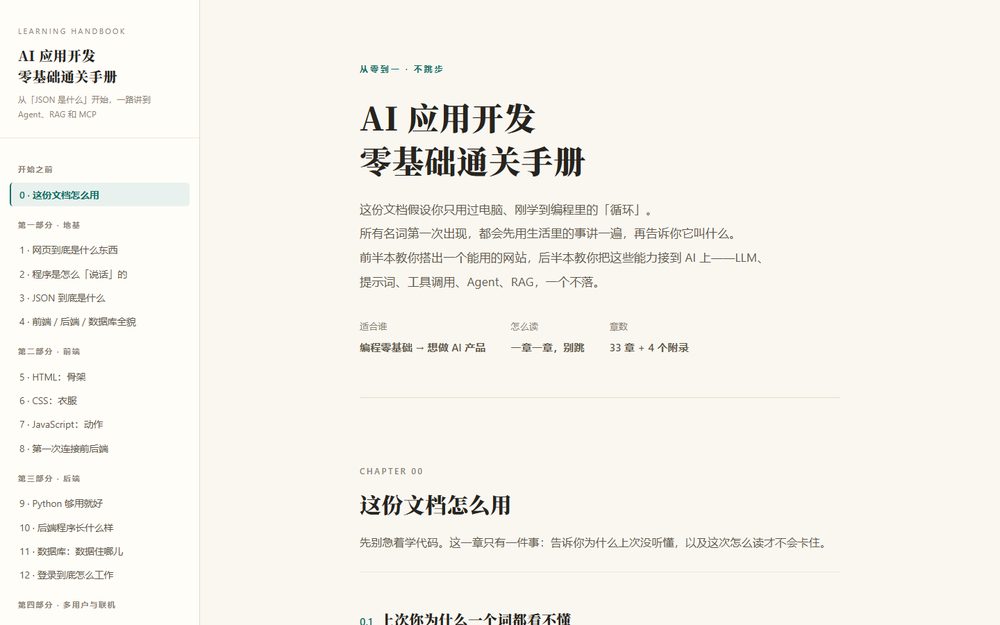 LEARNING HANDBOOK
AI 应用开发
零基础通关手册
从「JSON 是什么」开始，一路讲到
Agent、RAG 和 MCP
开始之前
0 · 这份文档怎么用
第一部分 · 地基
1 · 网页到底是什么东西
2 · 程序是怎么「说话」的
3 · JSON 到底是什么
4 · 前端 / 后端 / 数据库全貌
第二部分 · 前端
5 · HTML：骨架
6 · CSS：衣服
7 · JavaScript：动作
8 · 第一次连接前后端
第三部分 · 后端
9 · Python 够用就好
10 · 后端程序长什么样
11 · 数据库：数据住哪儿
12 · 登录到底怎么工作
第四部分 · 多用户与联机
从零到一 · 不跳步
AI 应用开发
零基础通关手册
这份文档假设你只用过电脑、刚学到编程里的「循环」。
所有名词第一次出现，都会先用生活里的事讲一遍，再告诉你它叫什么。
前半本教你搭出一个能用的网站，后半本教你把这些能力接到 AI 上——LLM、
提示词、工具调用、Agent、RAG，一个不落。
适合谁
编程零基础 → 想做 AI 产品
怎么读
一章一章，别跳
章数
33 章 + 4 个附录
CHAPTER 00
这份文档怎么用
先别急着学代码。这一章只有一件事：告诉你为什么上次没听懂，以及这次怎么读才不会卡住。
0.1 上次你为什么一个词都看不懂